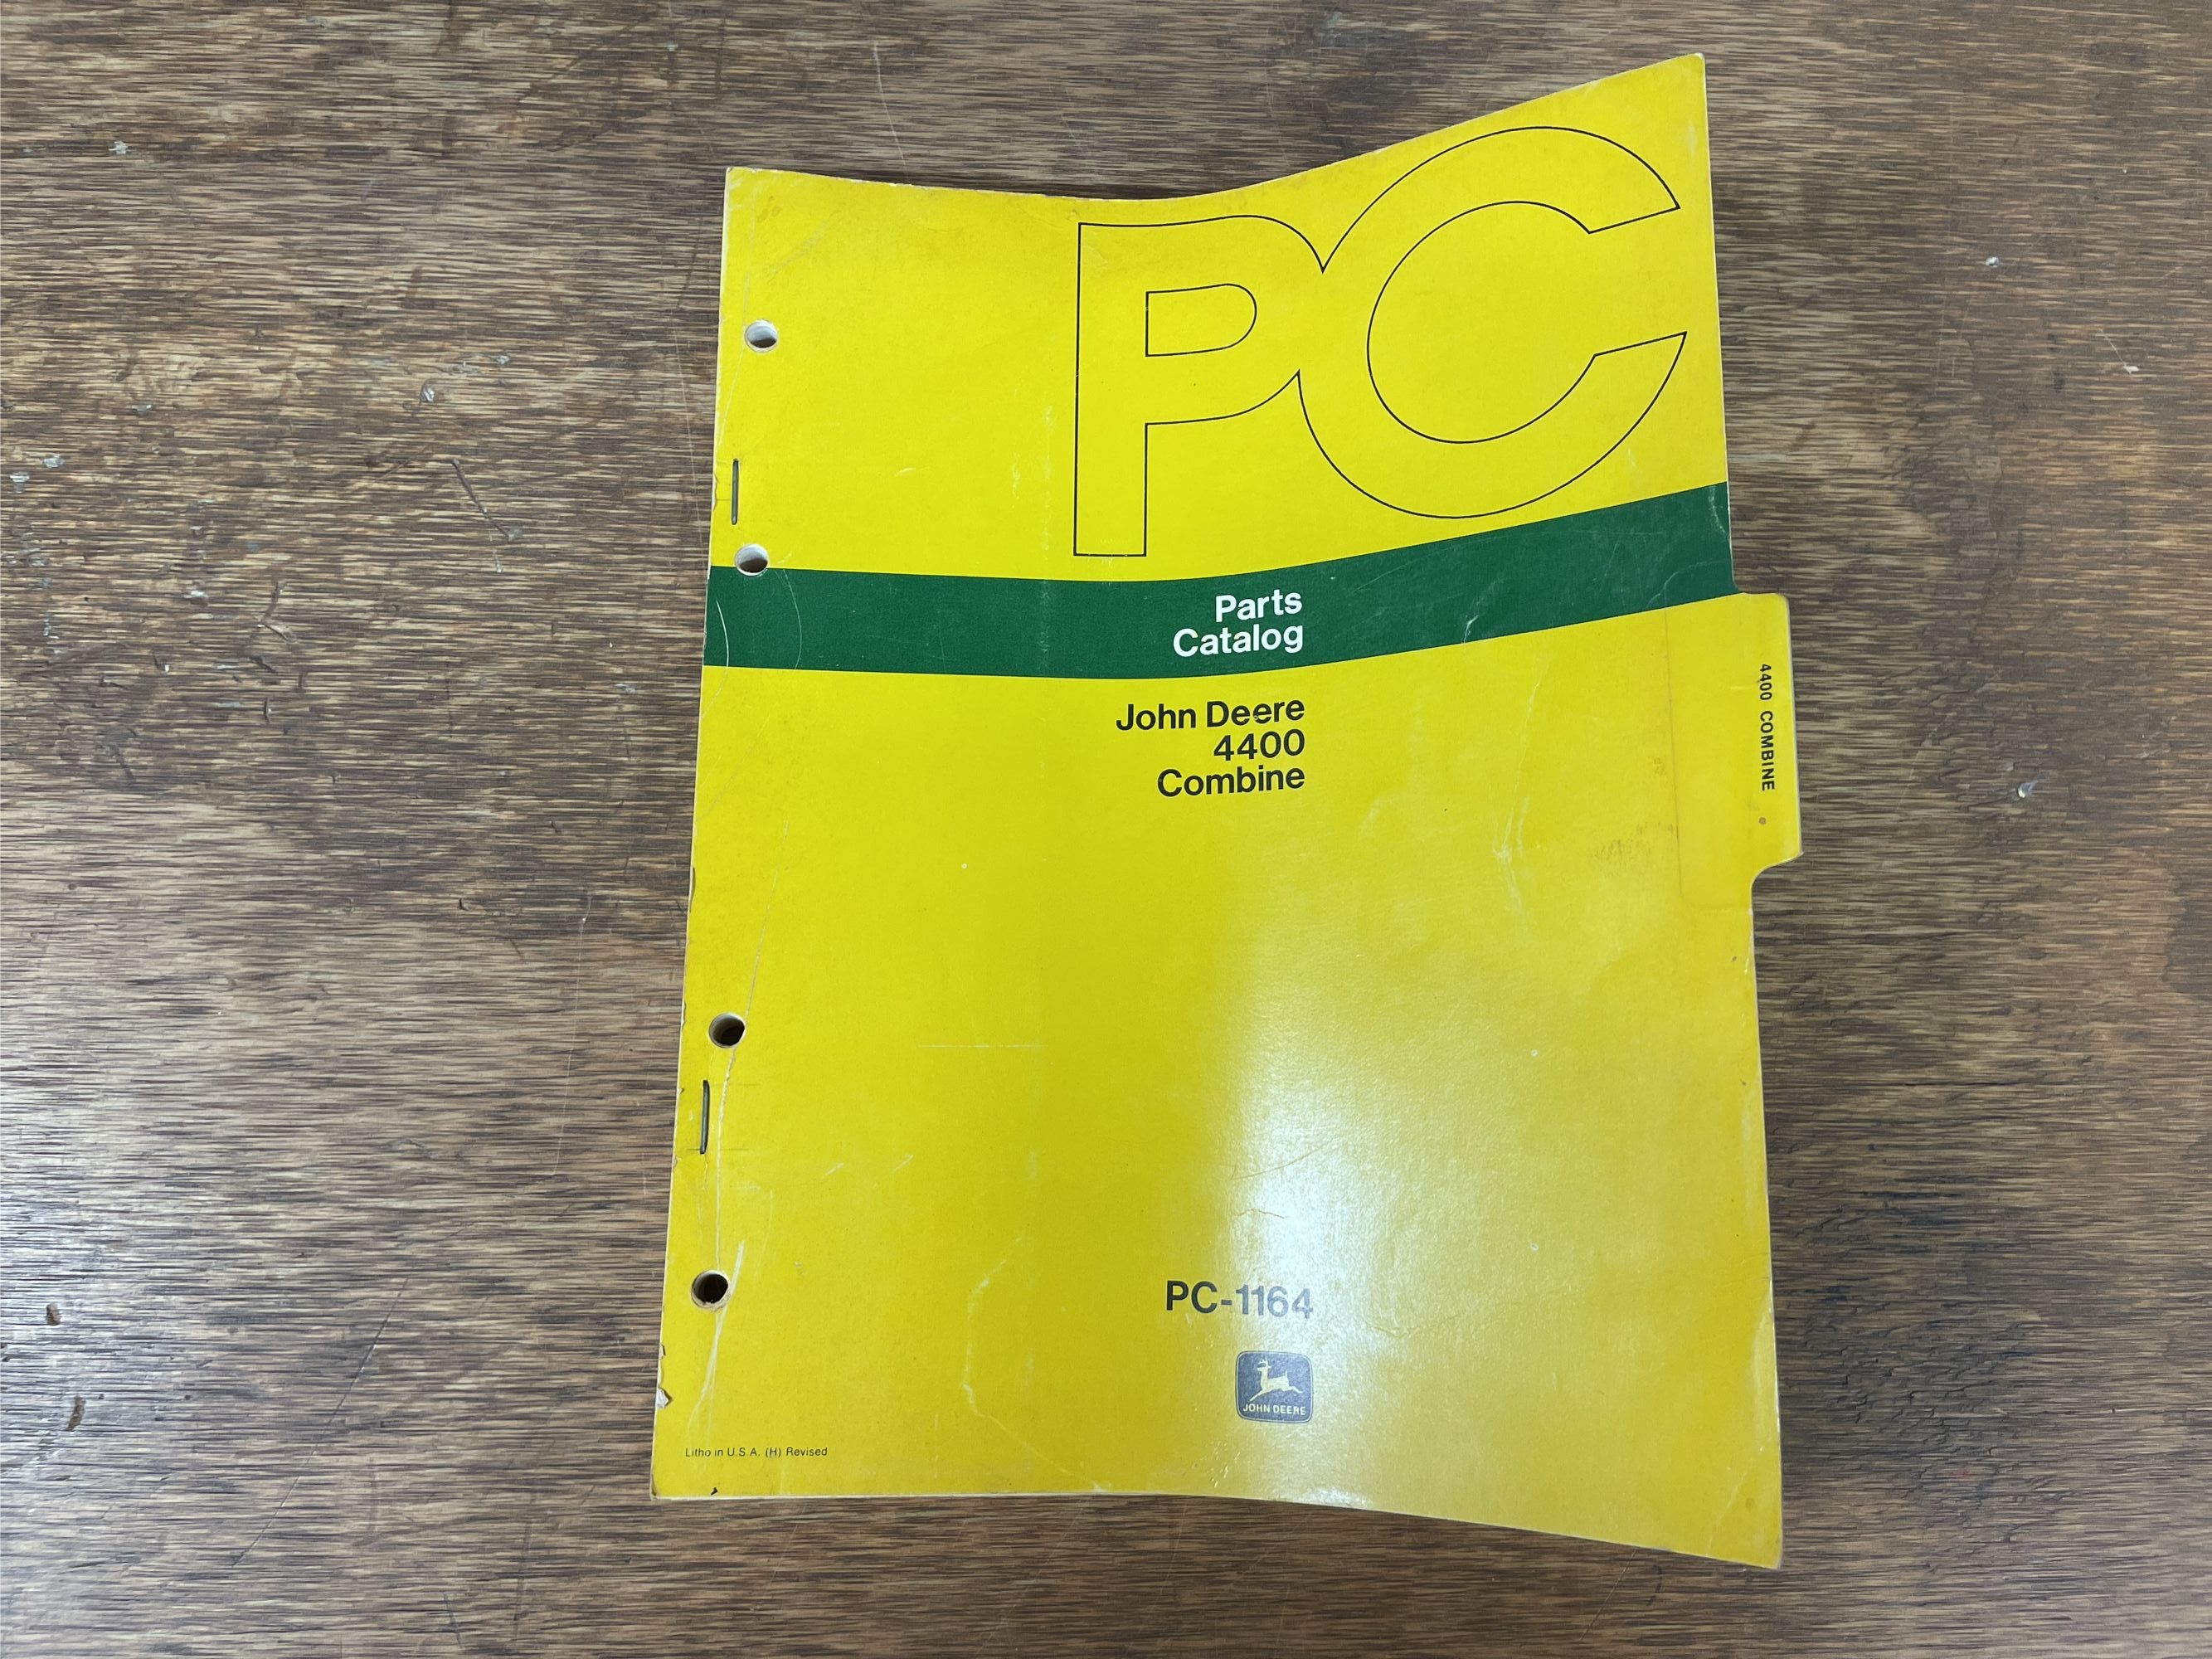 PC
Parts
Catalog
John Deere
4400
Combine
4400 COMBINE
PC-1164
JOHN DEERE
Litho in U.S.A. (H) Revised